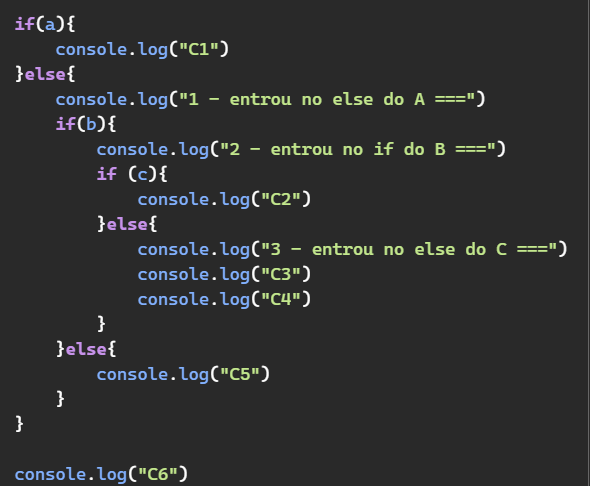 if(a){
    console.log("C1")
}else{
    console.log("1 - entrou no else do A ===")
    if(b){
        console.log("2 - entrou no if do B ===")
        if (c){
            console.log("C2")
        }else{
            console.log("3 - entrou no else do C ===")
            console.log("C3")
            console.log("C4")
        }
    }else{
        console.log("C5")
    }
}

console.log("C6")